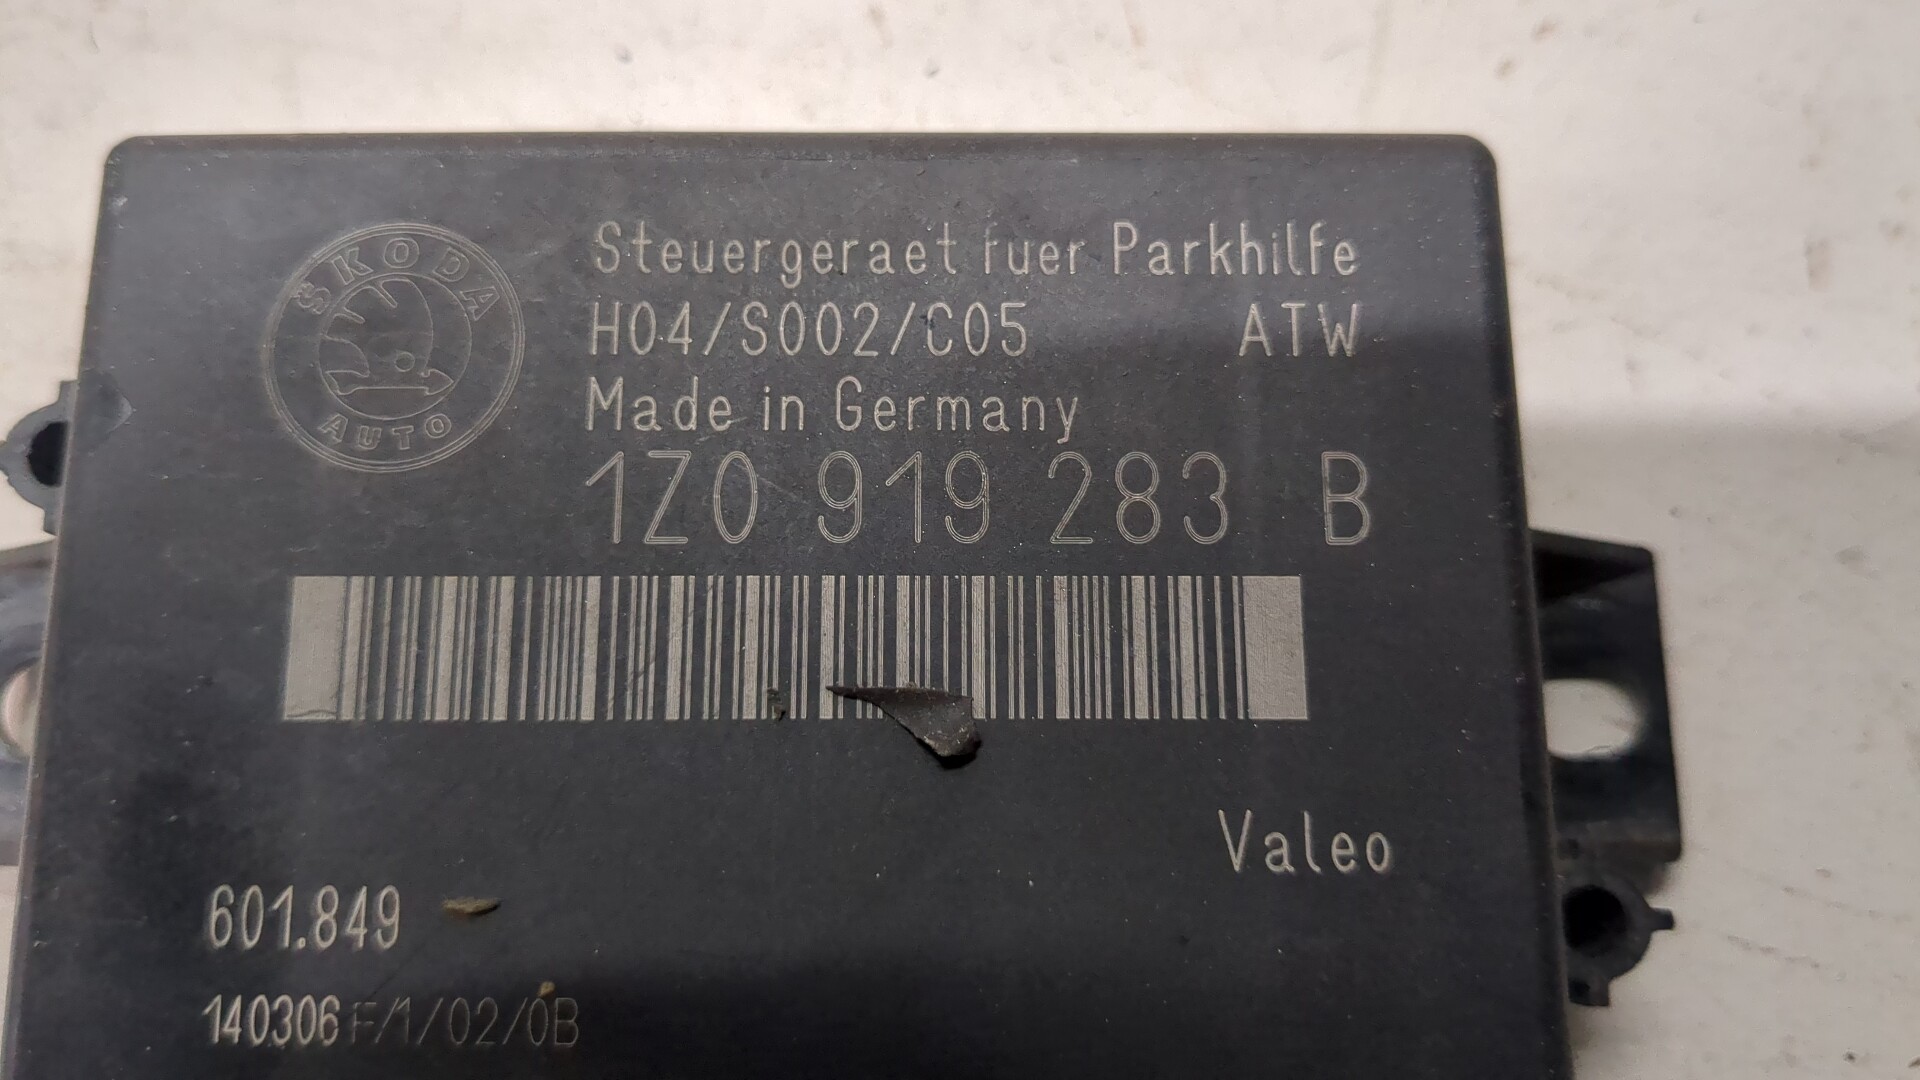 ŠKODA
AUTO
Steuergeraet fuer Parkhilfe
H04/S002/C05 ATW
Made in Germany
1Z0 919 283 B
Valeo
601.849
140306 F/1/02/0B